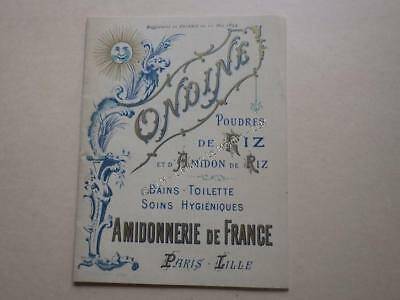 ONDINE
POUDRES
DE RIZ
ET D'AMIDON DE RIZ
BAINS - TOILETTE
SOINS HYGIÉNIQUES
AMIDONNERIE DE FRANCE
PARIS - LILLE